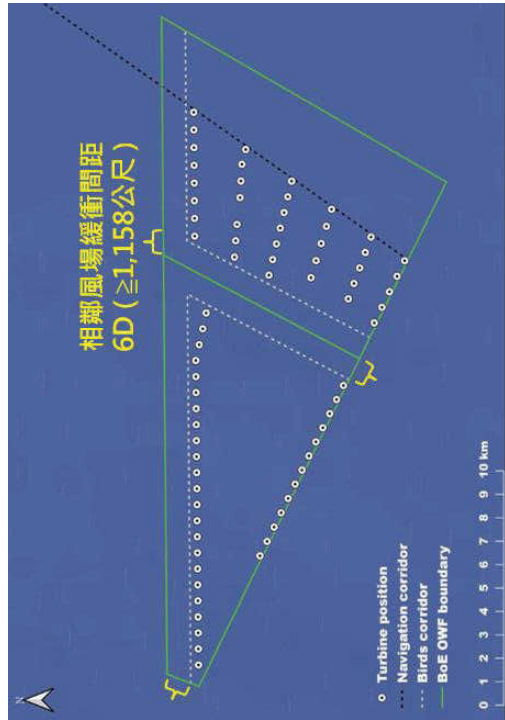 相鄰風場緩衝間距
6D（≧1,158公尺）
N
Turbine position
Navigation corridor
Birds corridor
BoE OWF boundary
0 1 2 3 4 5 6 7 8 9 10 km